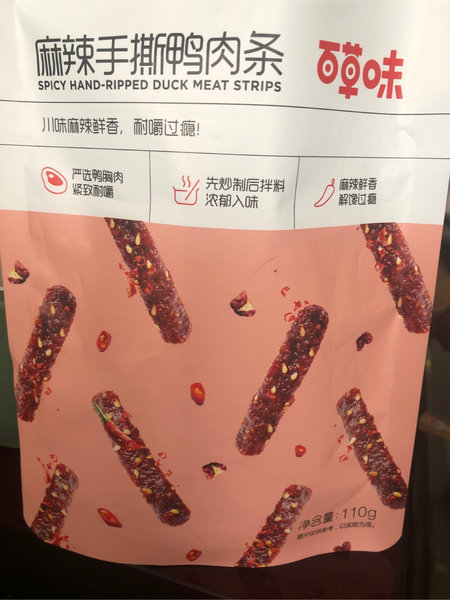 麻辣手撕鸭肉条
百草味
SPICY HAND-RIPPED DUCK MEAT STRIPS
川味麻辣鲜香，耐嚼过瘾!
严选鸭胸肉
紧致耐嚼
先炒制后拌料
浓郁入味
麻辣鲜香
解馋过瘾
净含量:110g
图片仅供参考，以实物为准。